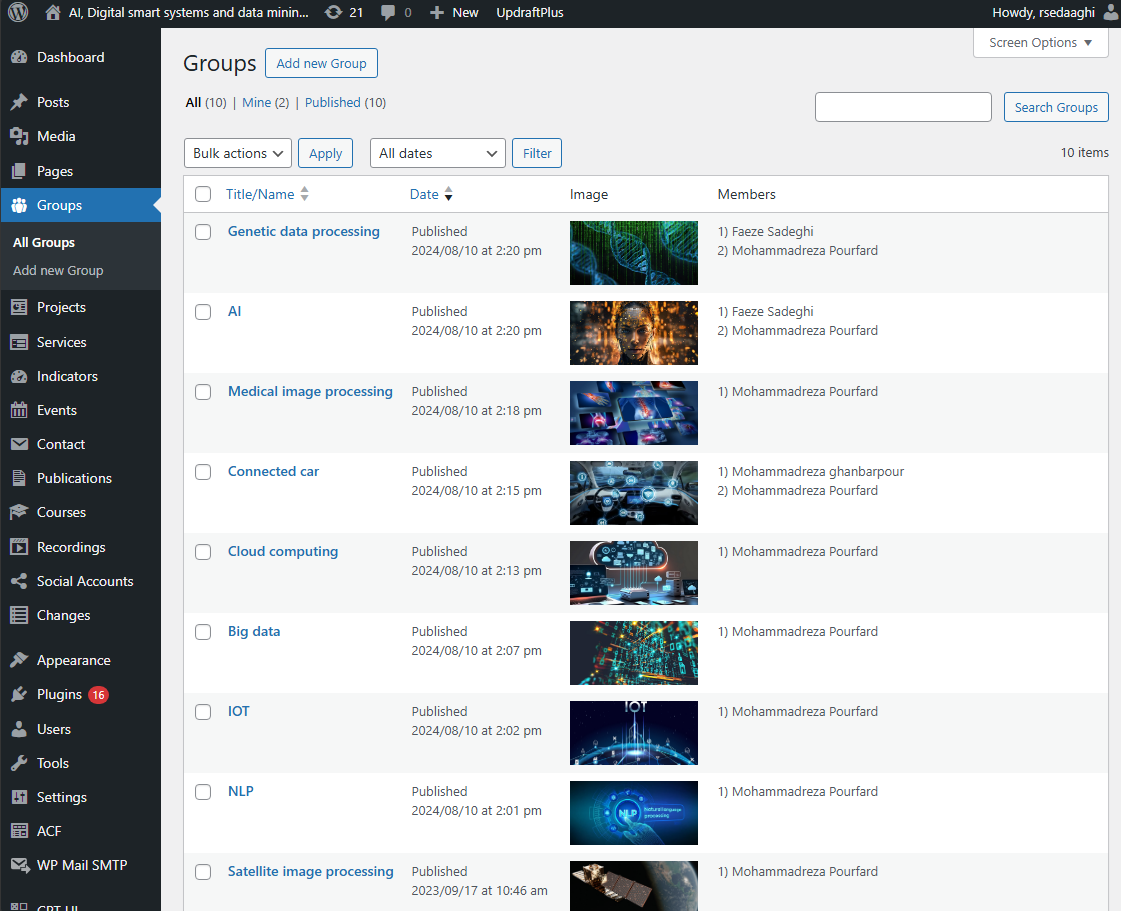 AI, Digital smart systems and data minin... 21 0 New UpdraftPlus Howdy, rsedaaghi
Screen Options
Dashboard
Posts
Media
Pages
Groups
All Groups
Add new Group
Projects
Services
Indicators
Events
Contact
Publications
Courses
Recordings
Social Accounts
Changes
Appearance
Plugins 16
Users
Tools
Settings
ACF
WP Mail SMTP
CPT UI
Groups Add new Group
All (10) | Mine (2) | Published (10)
Search Groups
Bulk actions Apply All dates Filter 10 items
Title/Name Date Image Members
Genetic data processing Published 1) Faeze Sadeghi
2024/08/10 at 2:20 pm 2) Mohammadreza Pourfard
AI Published 1) Faeze Sadeghi
2024/08/10 at 2:20 pm 2) Mohammadreza Pourfard
Medical image processing Published 1) Mohammadreza Pourfard
2024/08/10 at 2:18 pm
Connected car Published 1) Mohammadreza ghanbarpour
2024/08/10 at 2:15 pm 2) Mohammadreza Pourfard
Cloud computing Published 1) Mohammadreza Pourfard
2024/08/10 at 2:13 pm
Big data Published 1) Mohammadreza Pourfard
2024/08/10 at 2:07 pm
IOT Published IOT 1) Mohammadreza Pourfard
2024/08/10 at 2:02 pm
NLP Published 1) Mohammadreza Pourfard
2024/08/10 at 2:01 pm
NLP Natural language
processing
Satellite image processing Published 1) Mohammadreza Pourfard
2023/09/17 at 10:46 am